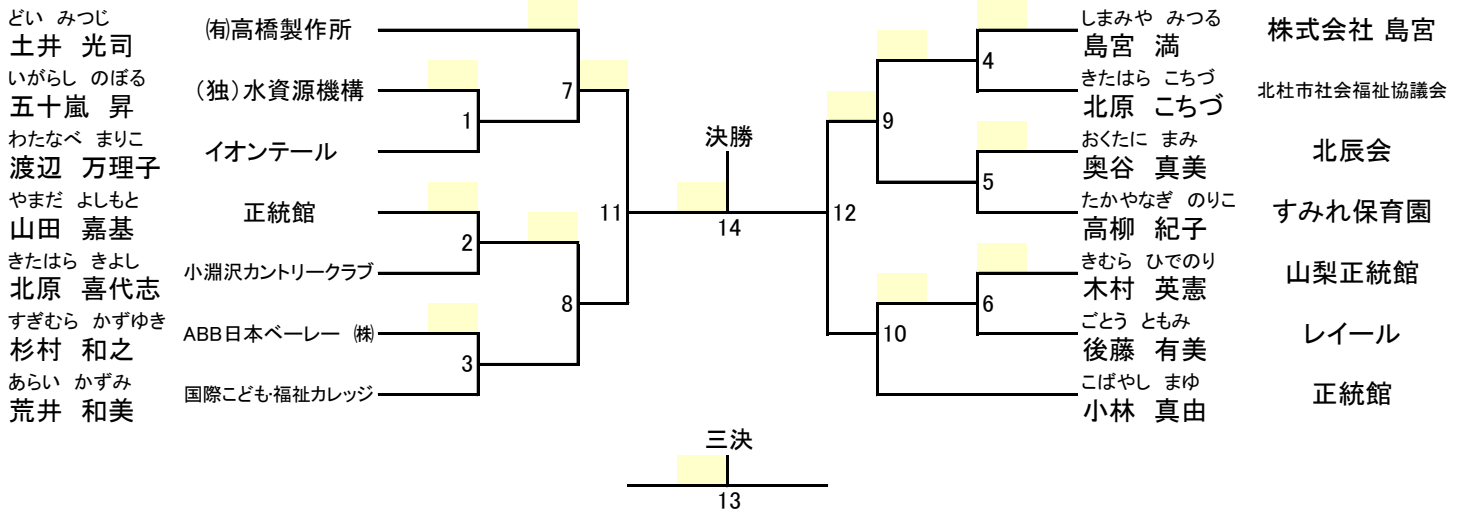 どい みつじ
土井 光司
㈲高橋製作所
いがらし のぼる
五十嵐 昇
（独）水資源機構
わたなべ まりこ
渡辺 万理子
イオンテール
やまだ よしもと
山田 嘉基
正統館
きたはら きよし
北原 喜代志
小淵沢カントリークラブ
すぎむら かずゆき
杉村 和之
ABB日本ベーレー ㈱
あらい かずみ
荒井 和美
国際こども・福祉カレッジ
1
2
3
7
8
11
決勝
14
三決
13
12
9
10
4
5
6
しまみや みつる
島宮 満
株式会社 島宮
きたはら こちづ
北原 こちづ
北杜市社会福祉協議会
おくたに まみ
奥谷 真美
北辰会
たかやなぎ のりこ
高柳 紀子
すみれ保育園
きむら ひでのり
木村 英憲
山梨正統館
ごとう ともみ
後藤 有美
レイール
こばやし まゆ
小林 真由
正統館